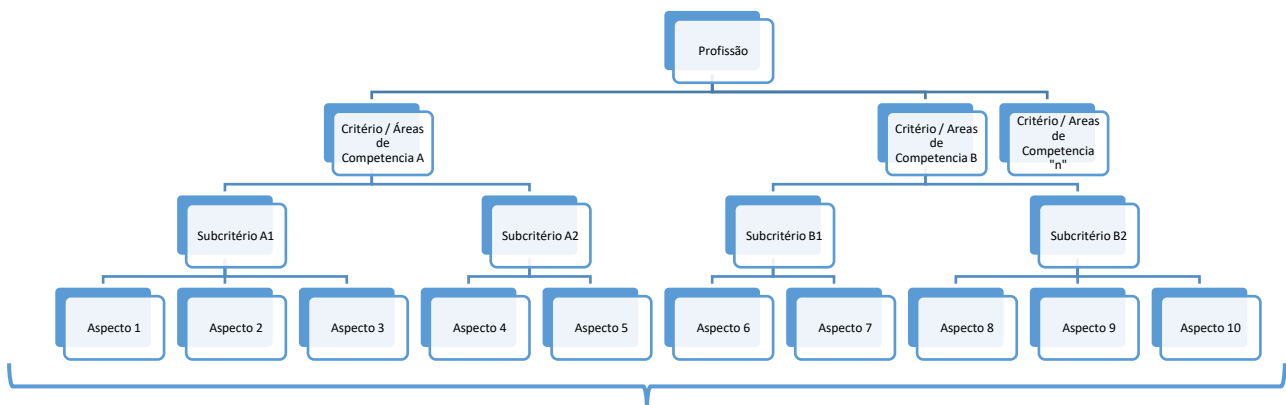 Profissão
Critério / Áreas
de
Competencia A
Critério / Areas
de
Competencia B
Critério / Areas
de
Competencia
"n"
Subcritério A1
Subcritério A2
Subcritério B1
Subcritério B2
Aspecto 1
Aspecto 2
Aspecto 3
Aspecto 4
Aspecto 5
Aspecto 6
Aspecto 7
Aspecto 8
Aspecto 9
Aspecto 10